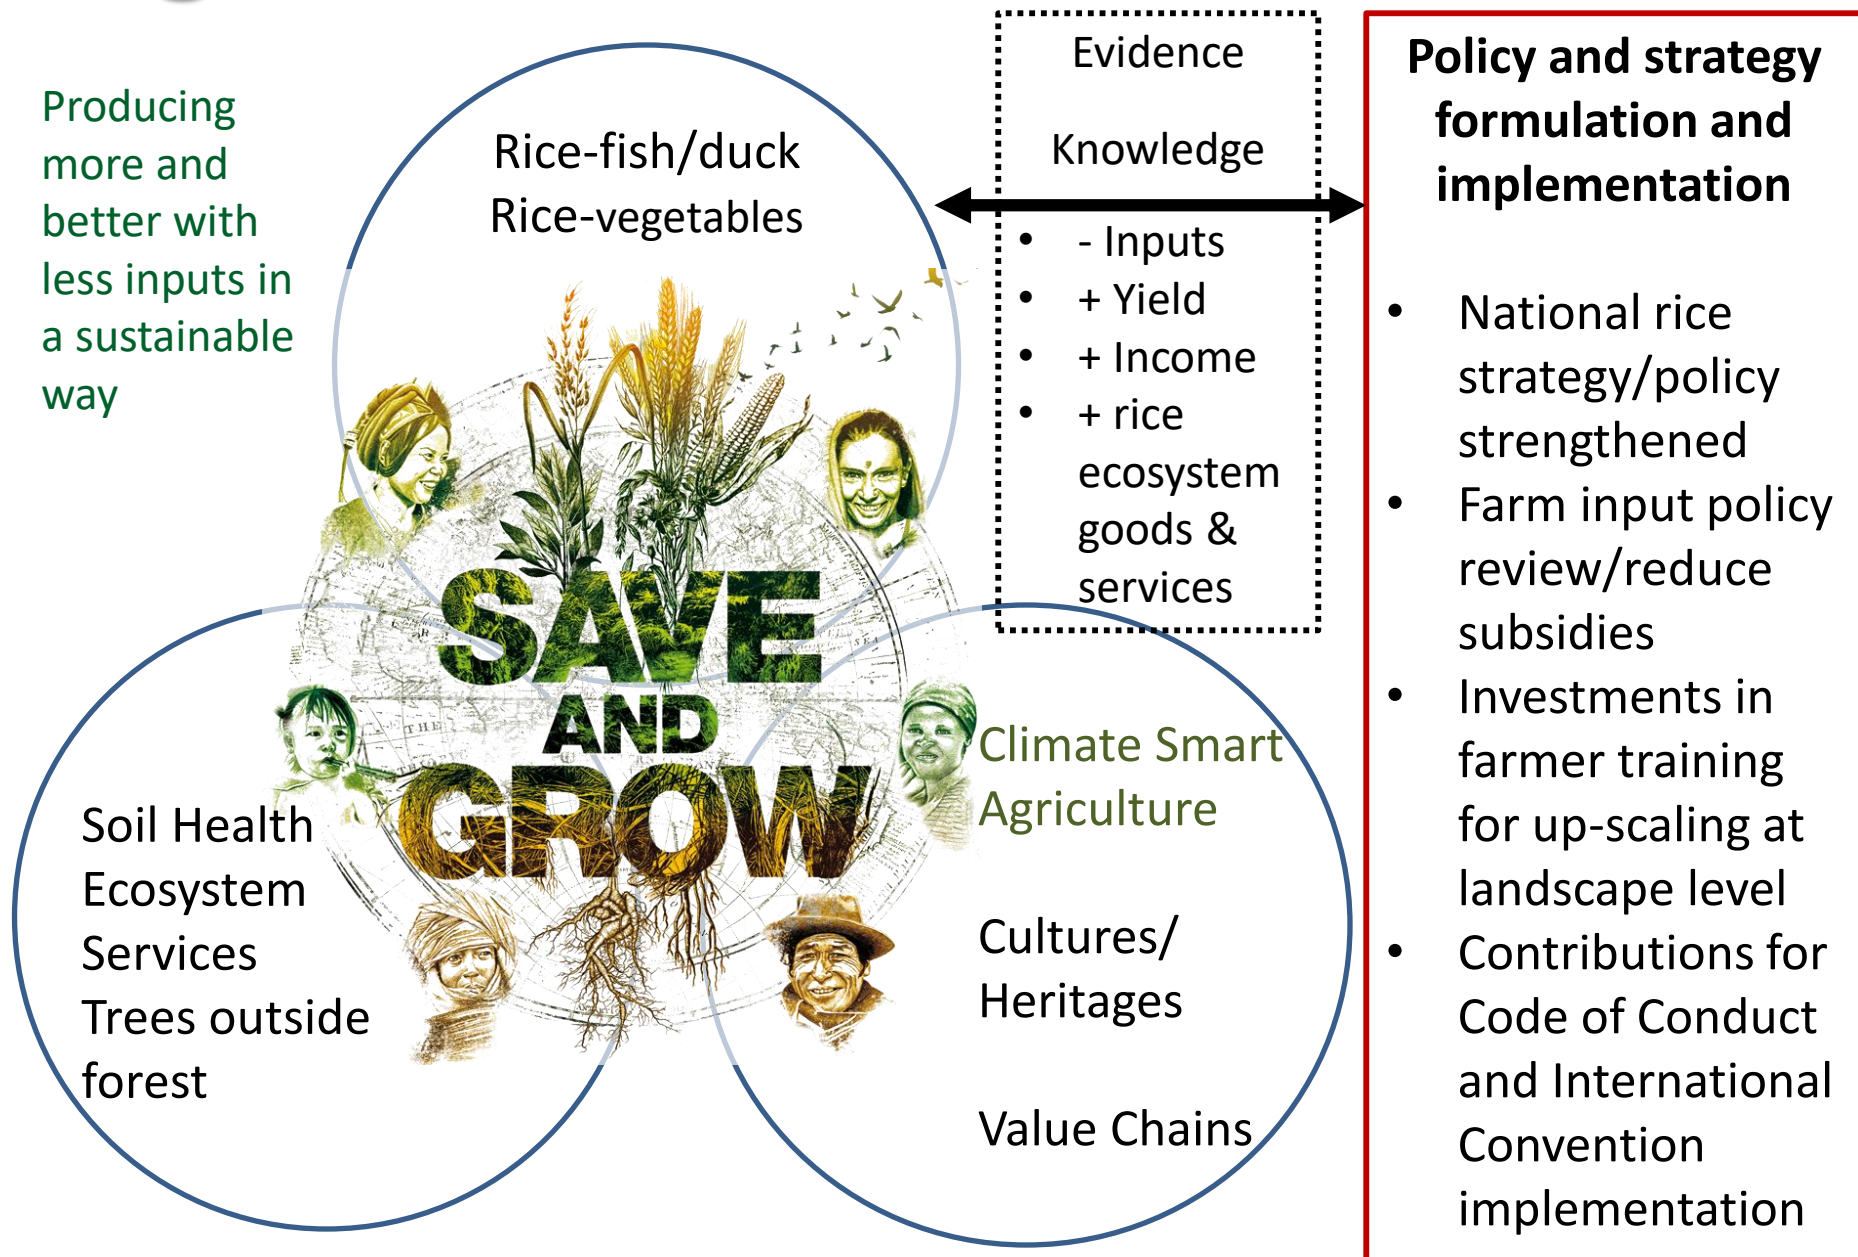 Producing
more and
better with
less inputs in
a sustainable
way
Rice-fish/duck
Rice-vegetables
Evidence
Knowledge
• - Inputs
• + Yield
• + Income
• + rice
ecosystem
goods &
services
Policy and strategy
formulation and
implementation
• National rice
strategy/policy
strengthened
• Farm input policy
review/reduce
subsidies
• Investments in
farmer training
for up-scaling at
landscape level
• Contributions for
Code of Conduct
and International
Convention
implementation
SAVE
AND
GROW
Soil Health
Ecosystem
Services
Trees outside
forest
Climate Smart
Agriculture
Cultures/
Heritages
Value Chains